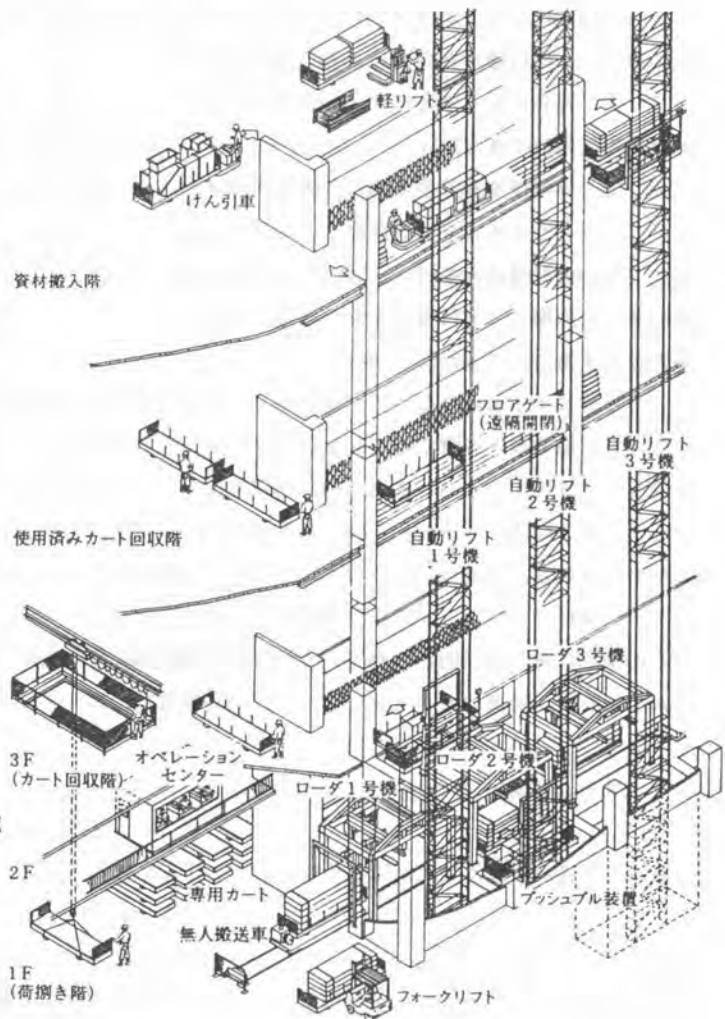 軽リフト
けん引車
資材搬入階
フロアゲート
(遠隔開閉)
自動リフト
3号機
自動リフト
2号機
使用済みカート回収階
自動リフト
1号機
ローダ3号機
3F
(カート回収階)
オペレーション
センター
ローダ2号機
ローダ1号機
2F
専用カート
プッシュプル装置
無人搬送車
1F
(荷捌き階)
フォークリフト